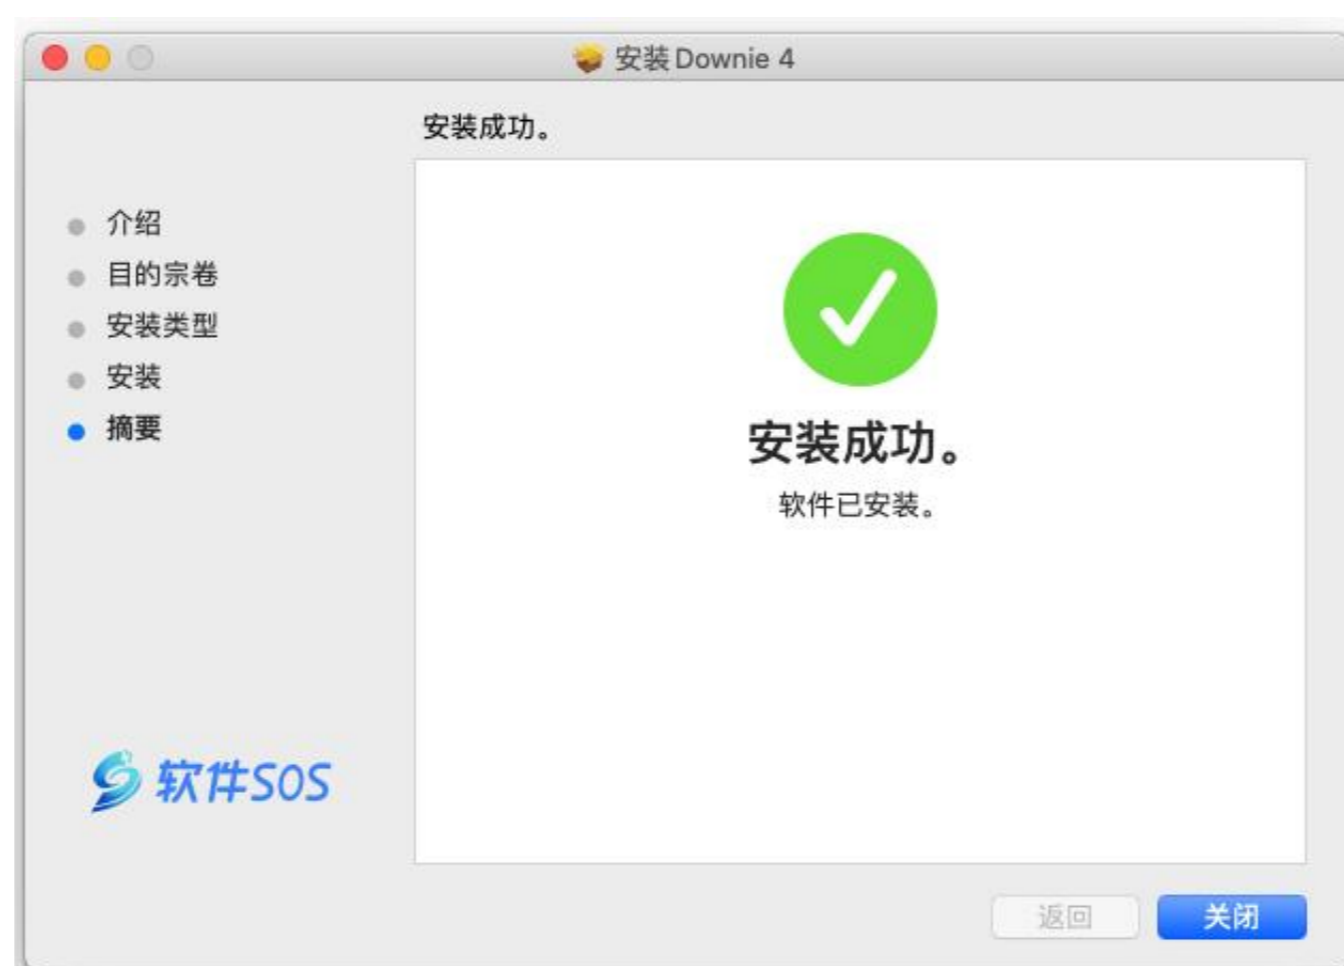 安装 Downie 4
安装成功。
介绍
目的宗卷
安装类型
安装
摘要
安装成功。
软件已安装。
软件SOS
返回
关闭